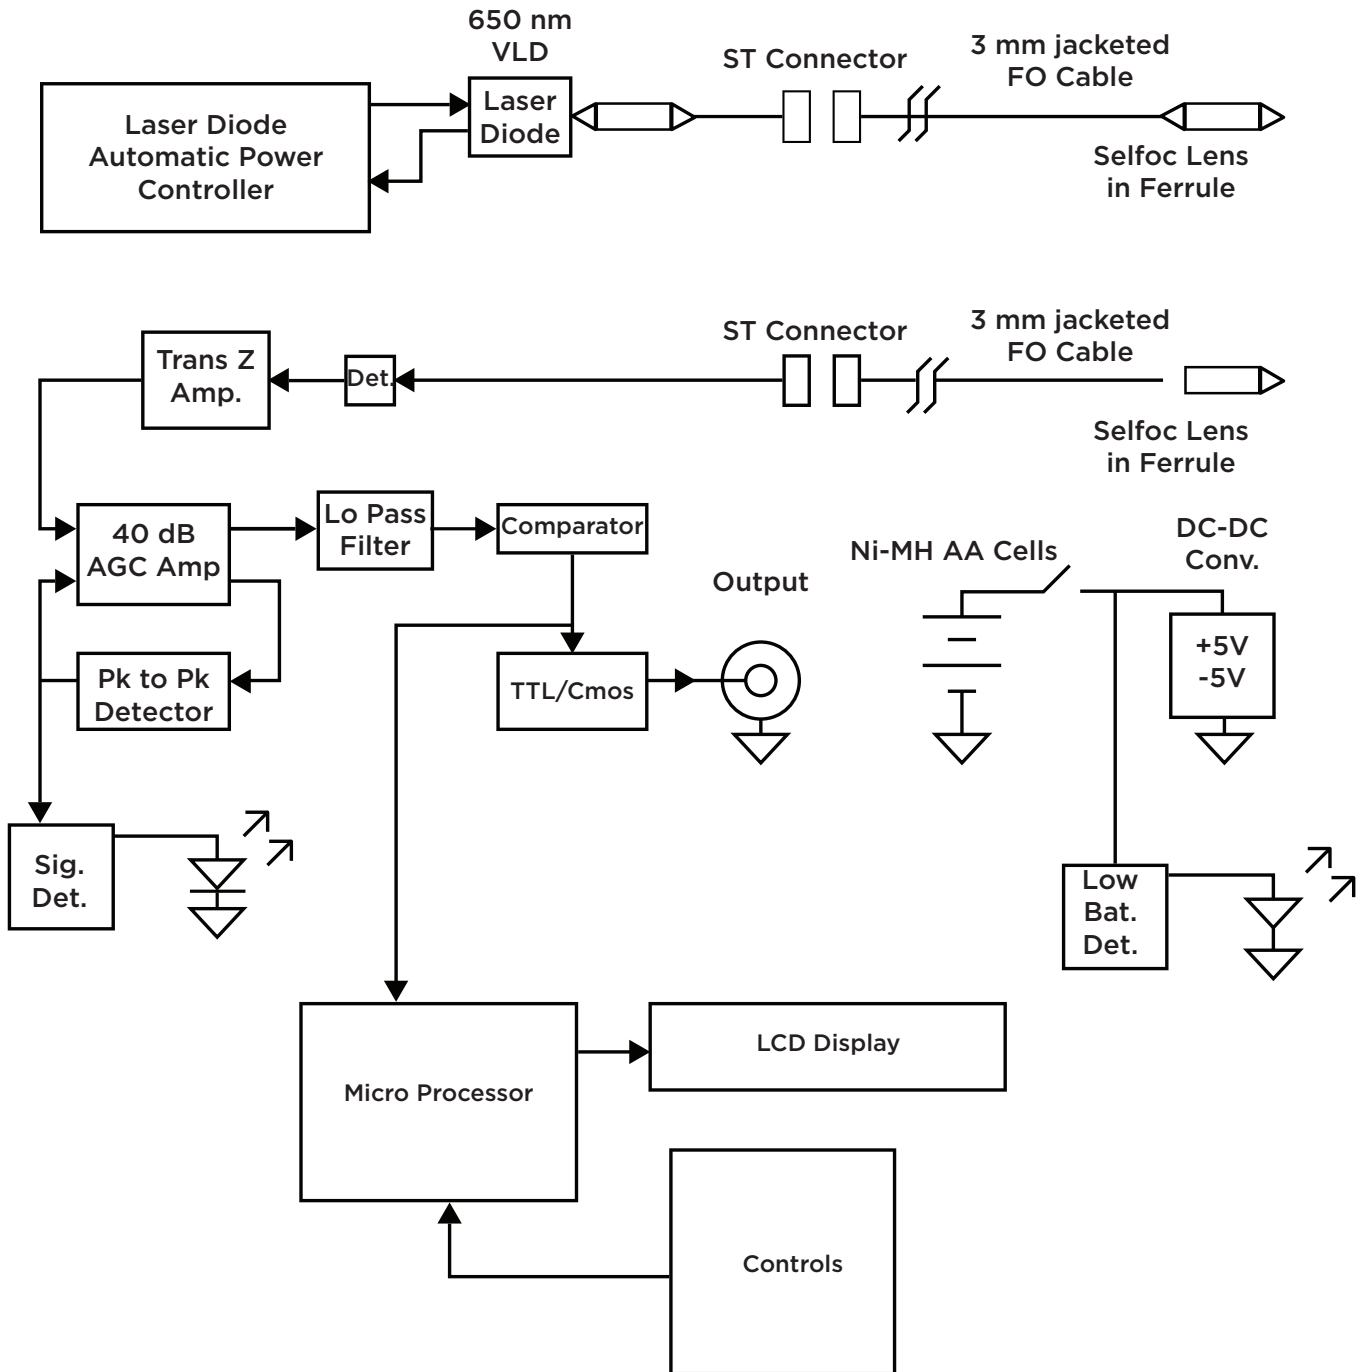 650 nm
VLD
ST Connector
3 mm jacketed
FO Cable
Laser Diode
Automatic Power
Controller
Laser
Diode
Selfoc Lens
in Ferrule
ST Connector
3 mm jacketed
FO Cable
Trans Z
Amp.
Det.
Selfoc Lens
in Ferrule
40 dB
AGC Amp
Lo Pass
Filter
Comparator
Ni-MH AA Cells
DC-DC
Conv.
Output
+5V
-5V
Pk to Pk
Detector
TTL/Cmos
Sig.
Det.
Low
Bat.
Det.
Micro Processor
LCD Display
Controls